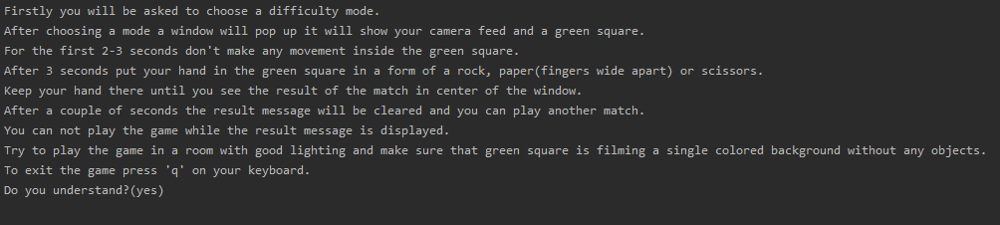 Firstly you will be asked to choose a difficulty mode.
After choosing a mode a window will pop up it will show your camera feed and a green square.
For the first 2-3 seconds don't make any movement inside the green square.
After 3 seconds put your hand in the green square in a form of a rock, paper(fingers wide apart) or scissors.
Keep your hand there until you see the result of the match in center of the window.
After a couple of seconds the result message will be cleared and you can play another match.
You can not play the game while the result message is displayed.
Try to play the game in a room with good lighting and make sure that green square is filming a single colored background without any objects.
To exit the game press 'q' on your keyboard.
Do you understand?(yes)